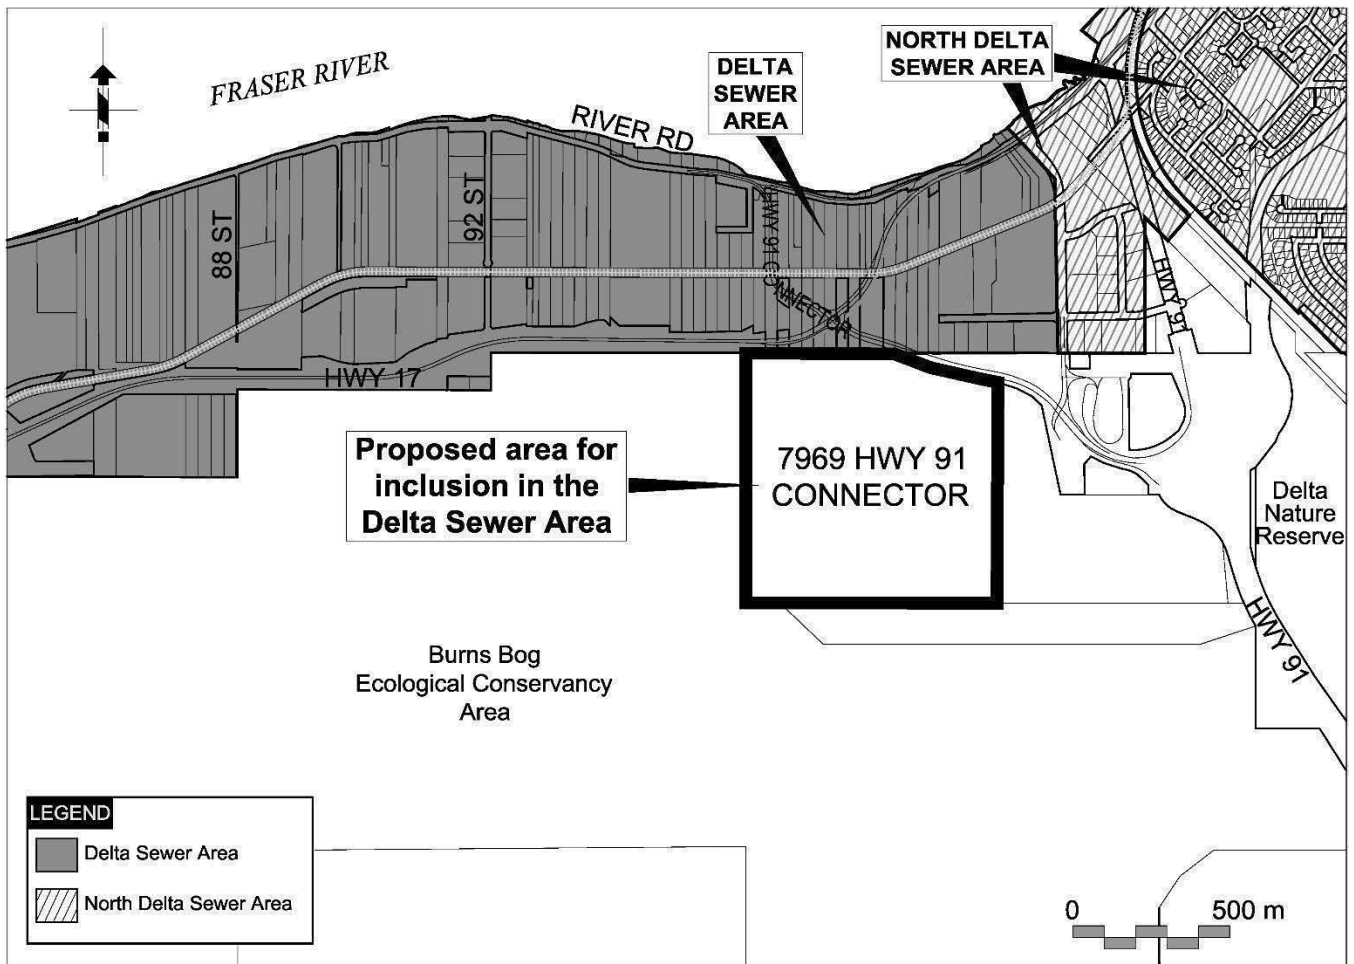 NORTH DELTA
SEWER AREA
DELTA
SEWER
AREA
FRASER RIVER
RIVER RD
88 ST
92 ST
HWY 91 CONNECTOR
HWY 91
HWY 17
Proposed area for
inclusion in the
Delta Sewer Area
7969 HWY 91
CONNECTOR
Delta
Nature
Reserve
HWY 91
Burns Bog
Ecological Conservancy
Area
LEGEND
Delta Sewer Area
North Delta Sewer Area
0 500 m